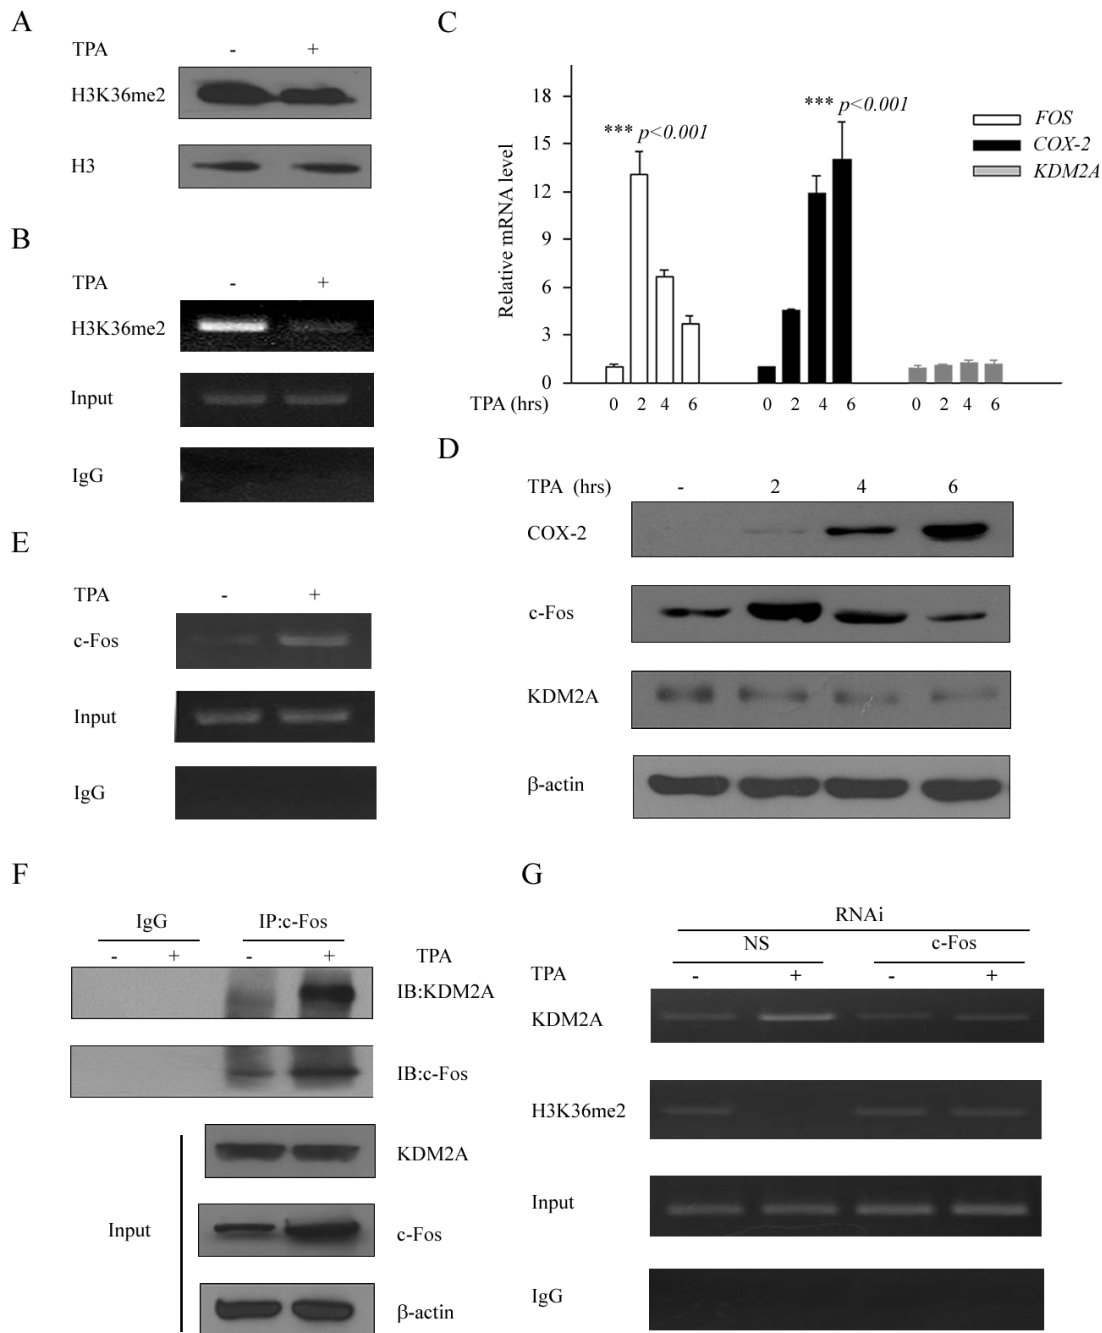 A
TPA - +
H3K36me2
H3
B
TPA - +
H3K36me2
Input
IgG
C
Relative mRNA level
18
15
12
9
6
3
0
*** p<0.001
*** p<0.001
FOS
COX-2
KDM2A
TPA (hrs) 0 2 4 6 0 2 4 6 0 2 4 6
D
TPA (hrs) - 2 4 6
COX-2
c-Fos
KDM2A
β-actin
E
TPA - +
c-Fos
Input
IgG
F
IgG IP:c-Fos
- + - + TPA
IB:KDM2A
IB:c-Fos
KDM2A
Input c-Fos
β-actin
G
RNAi
NS c-Fos
TPA - + - +
KDM2A
H3K36me2
Input
IgG